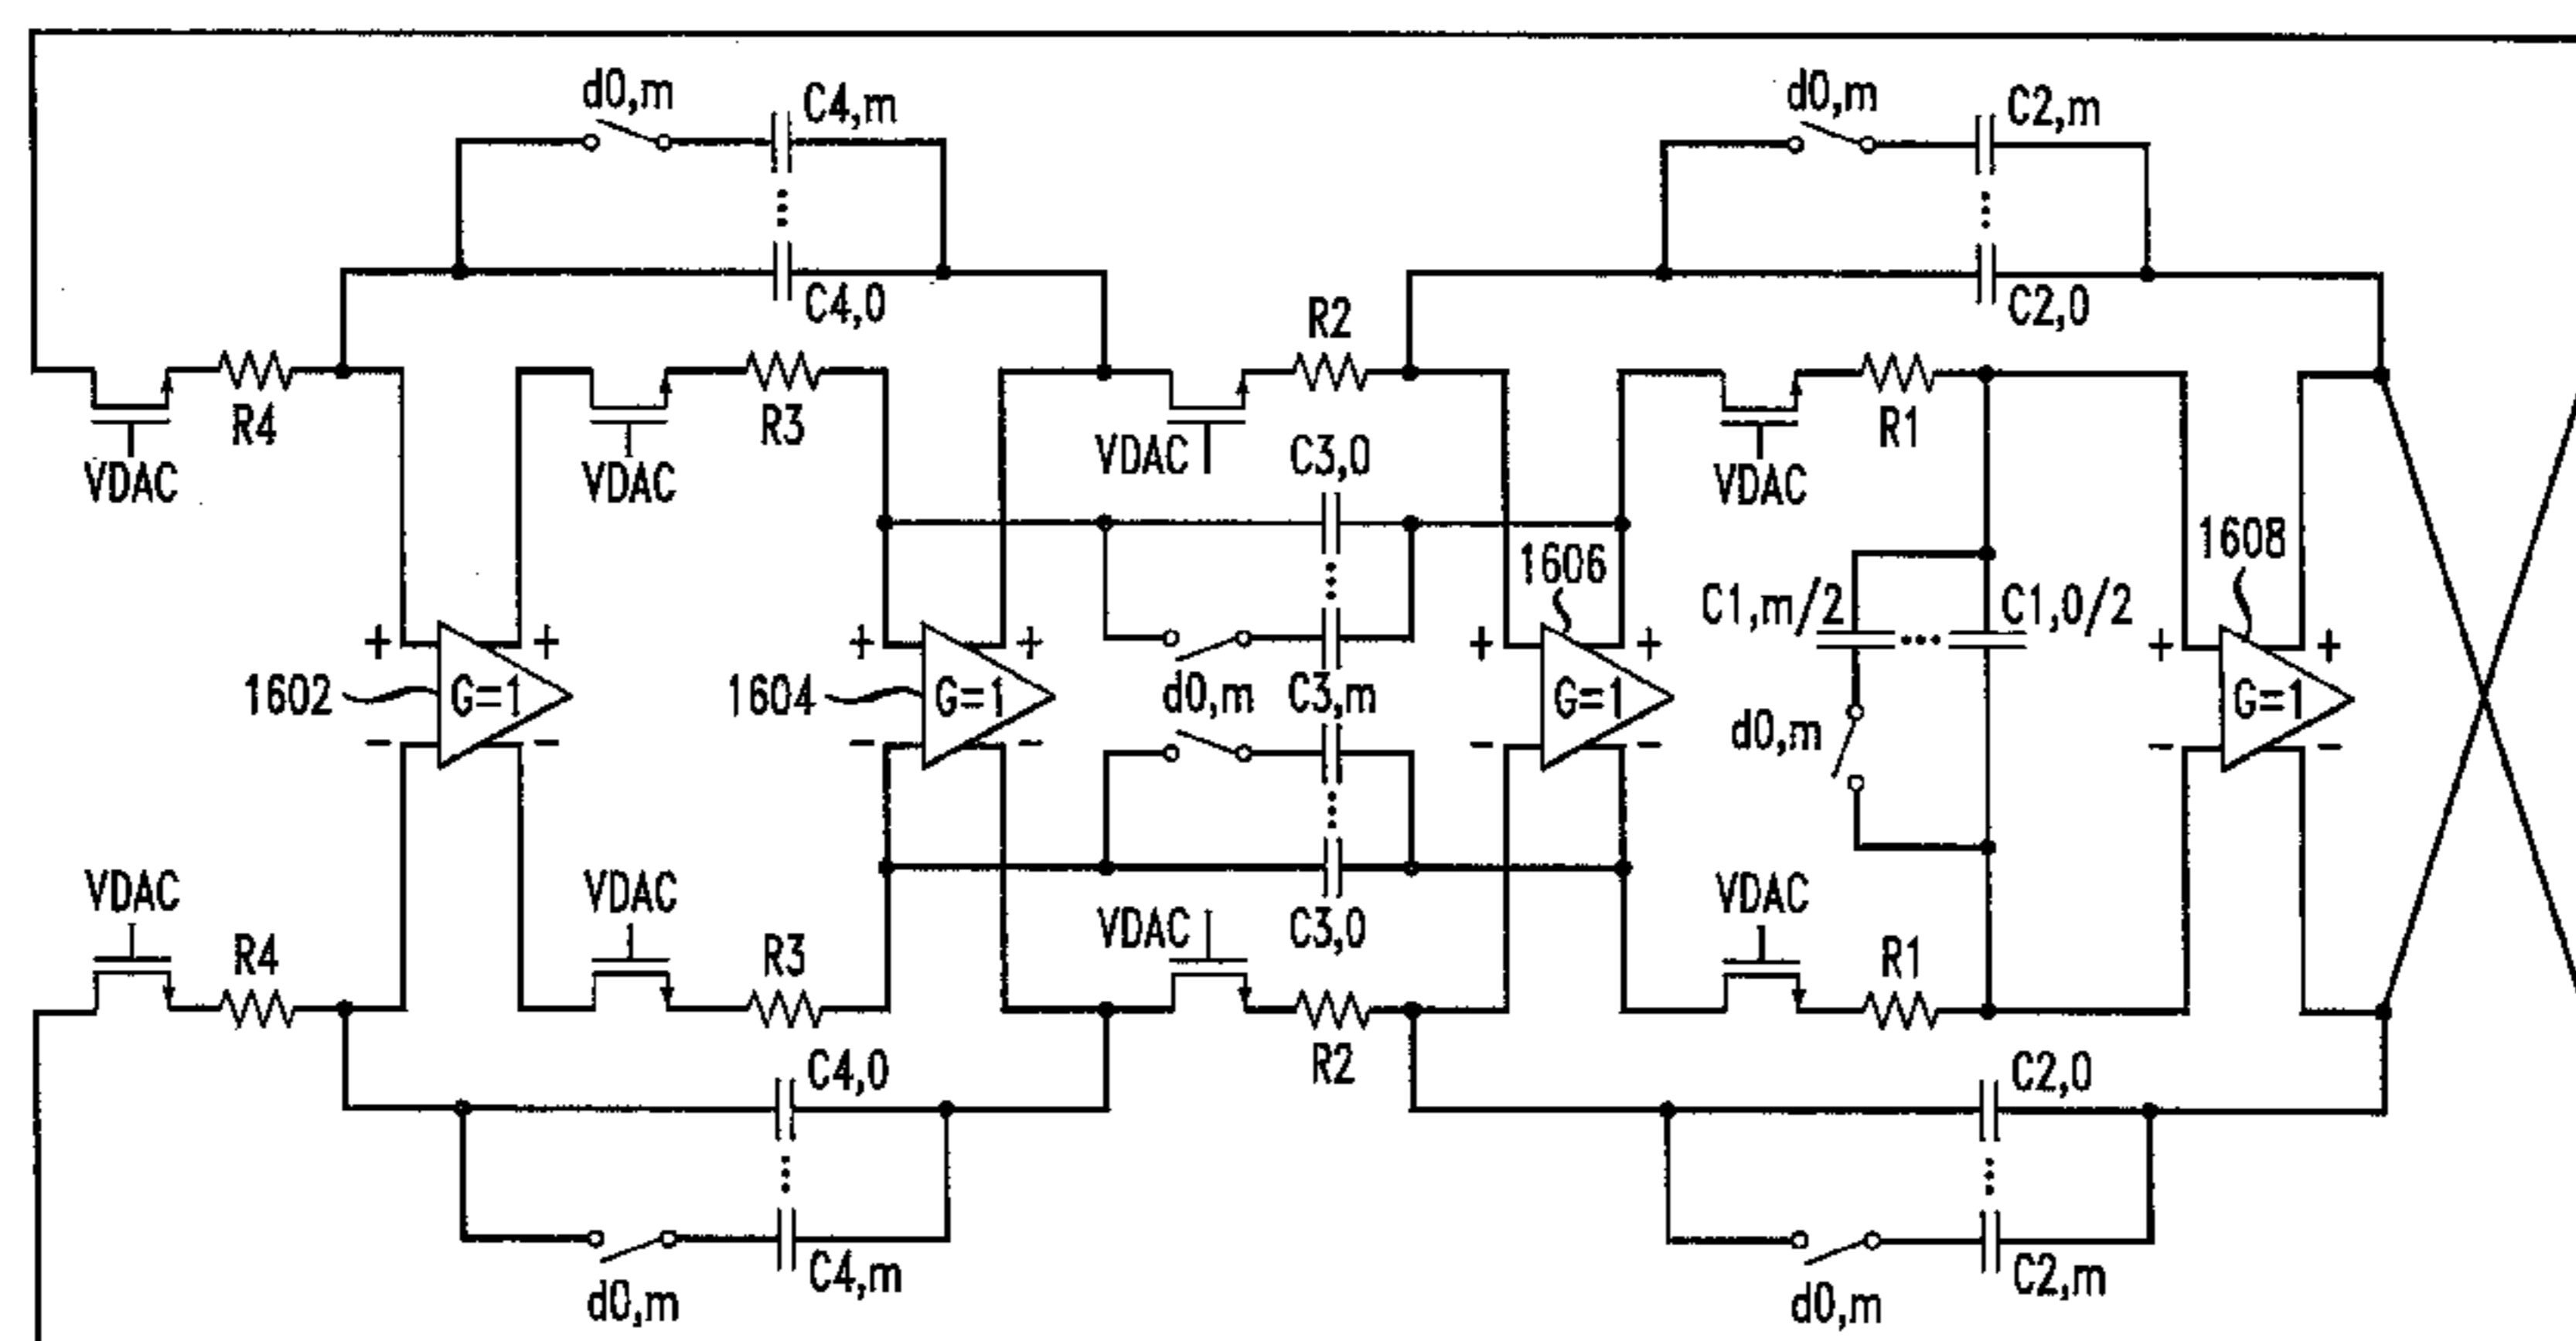 d0,m
C4,m
d0,m
C2,m
C4,0
C2,0
R2
R4
R3
R1
VDAC
VDAC
VDAC
C3,0
VDAC
1606
1608
C1,m/2
C1,0/2
+
+
+
+
+
+
+
+
1602
G=1
1604
G=1
d0,m
C3,m
G=1
d0,m
G=1
-
-
-
-
-
-
-
-
VDAC
VDAC
VDAC
C3,0
VDAC
R4
R3
R1
R2
C4,0
C2,0
C4,m
C2,m
d0,m
d0,m